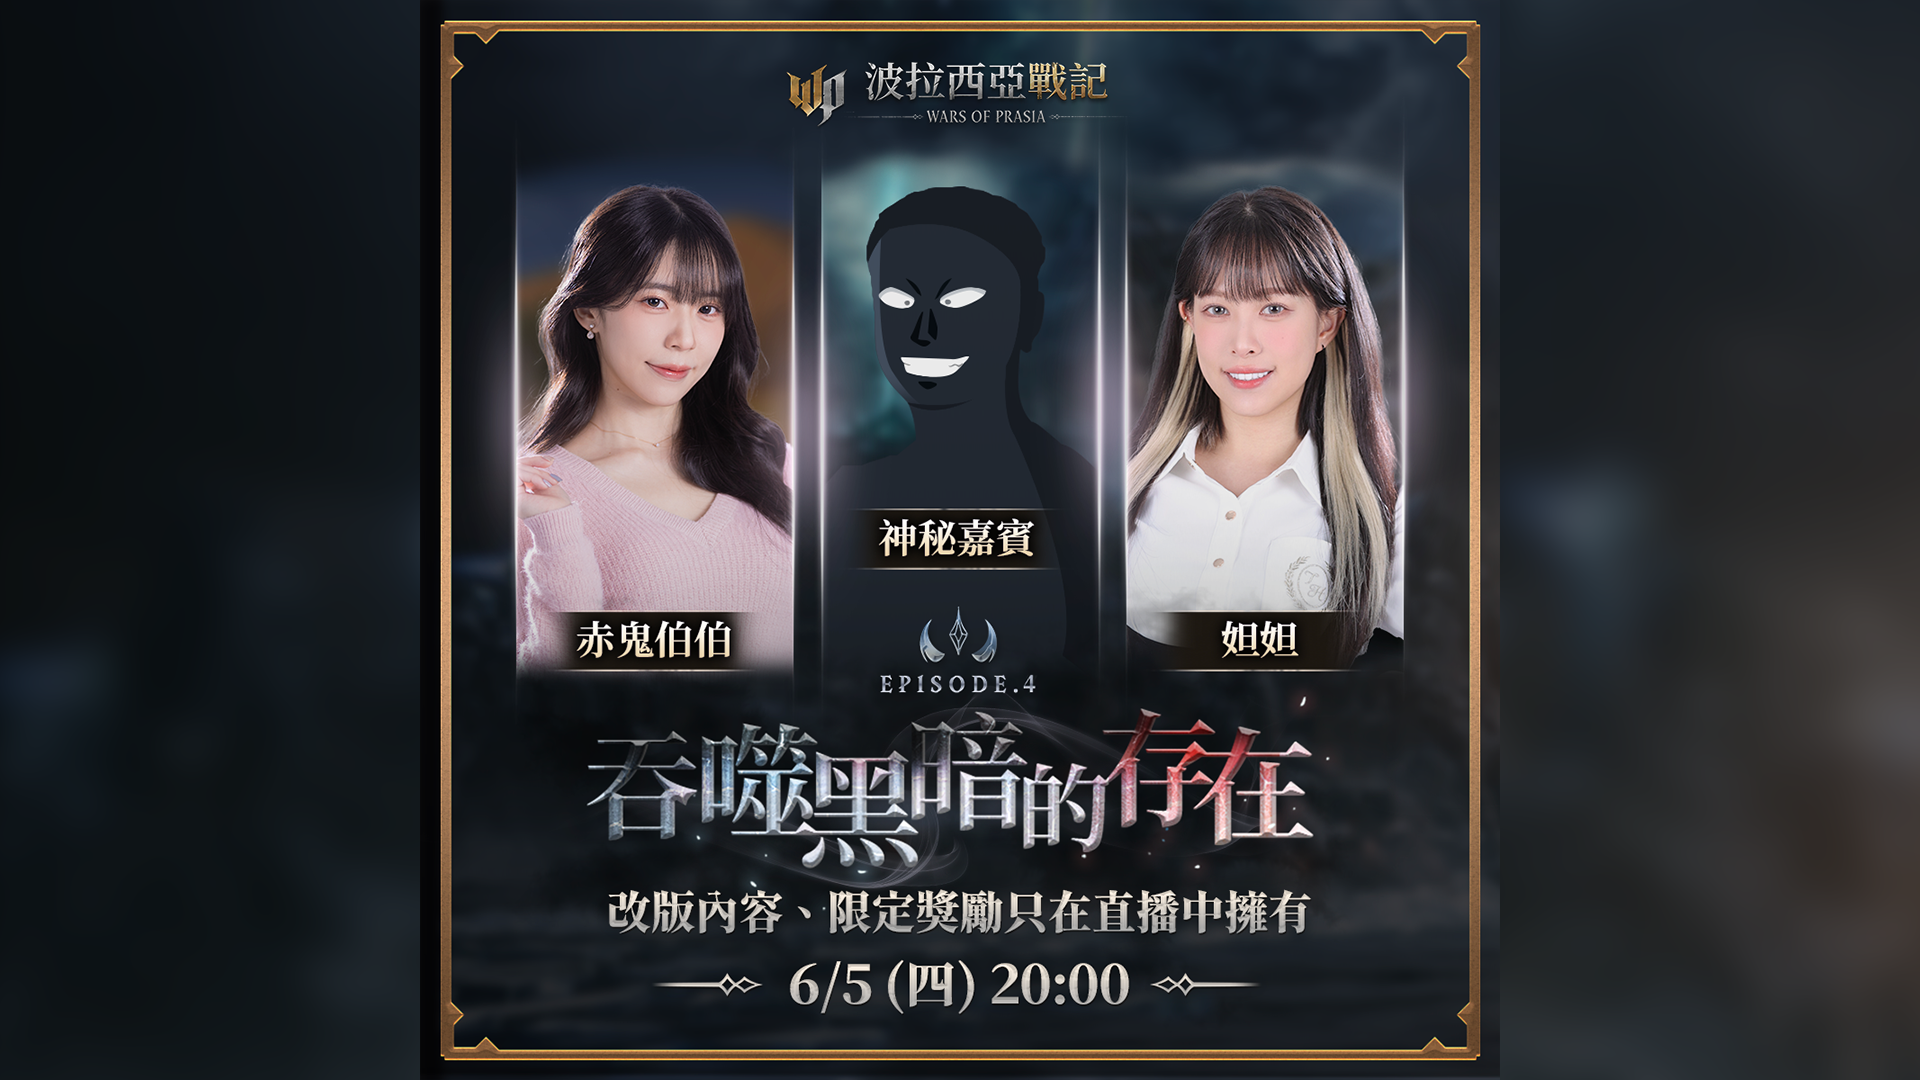 WP 波拉西亞戰記
WARS OF PRASIA
神秘嘉賓
赤鬼伯伯
妲妲
EPISODE.4
吞噬黑暗的存在
改版內容、限定獎勵只在直播中擁有
6/5 (四) 20:00